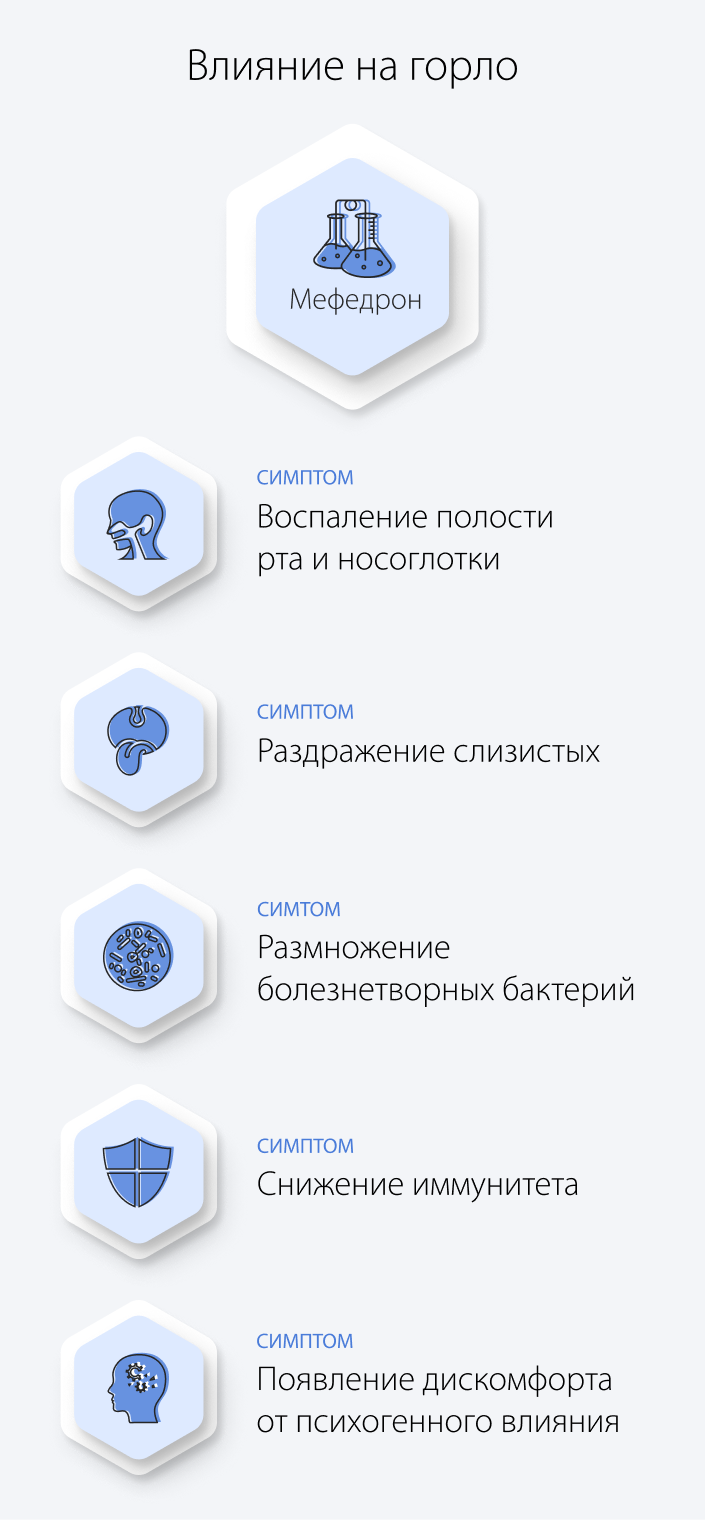 Влияние на горло
Мефедрон
СИМПТОМ
Воспаление полости
рта и носоглотки
СИМПТОМ
Раздражение слизистых
СИМТОМ
Размножение
болезнетворных бактерий
СИМПТОМ
Снижение иммунитета
СИМПТОМ
Появление дискомфорта
от психогенного влияния